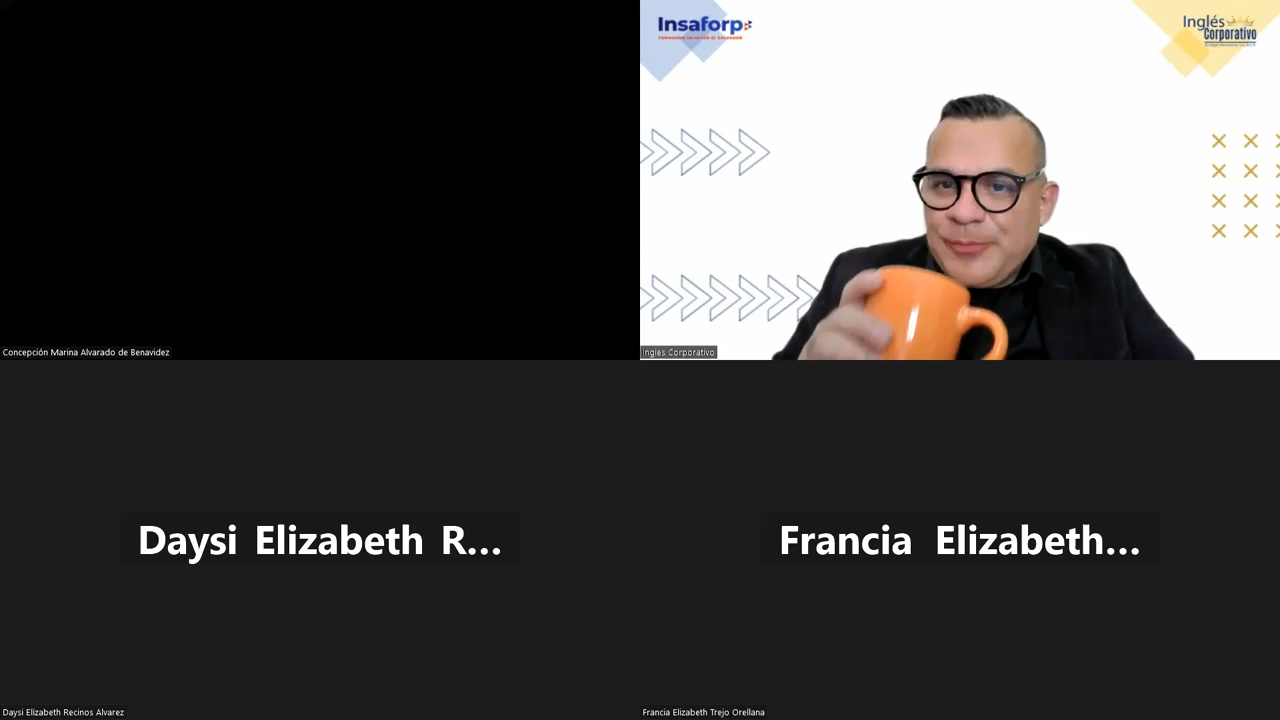 Insaforp
Inglés
Corporativo
Concepción Marina Alvarado de Benavidez
Ingles Corporativo
Daysi Elizabeth R...
Francia Elizabeth...
Daysi Elizabeth Recinos Alvarez
Francia Elizabeth Trejo Orellana